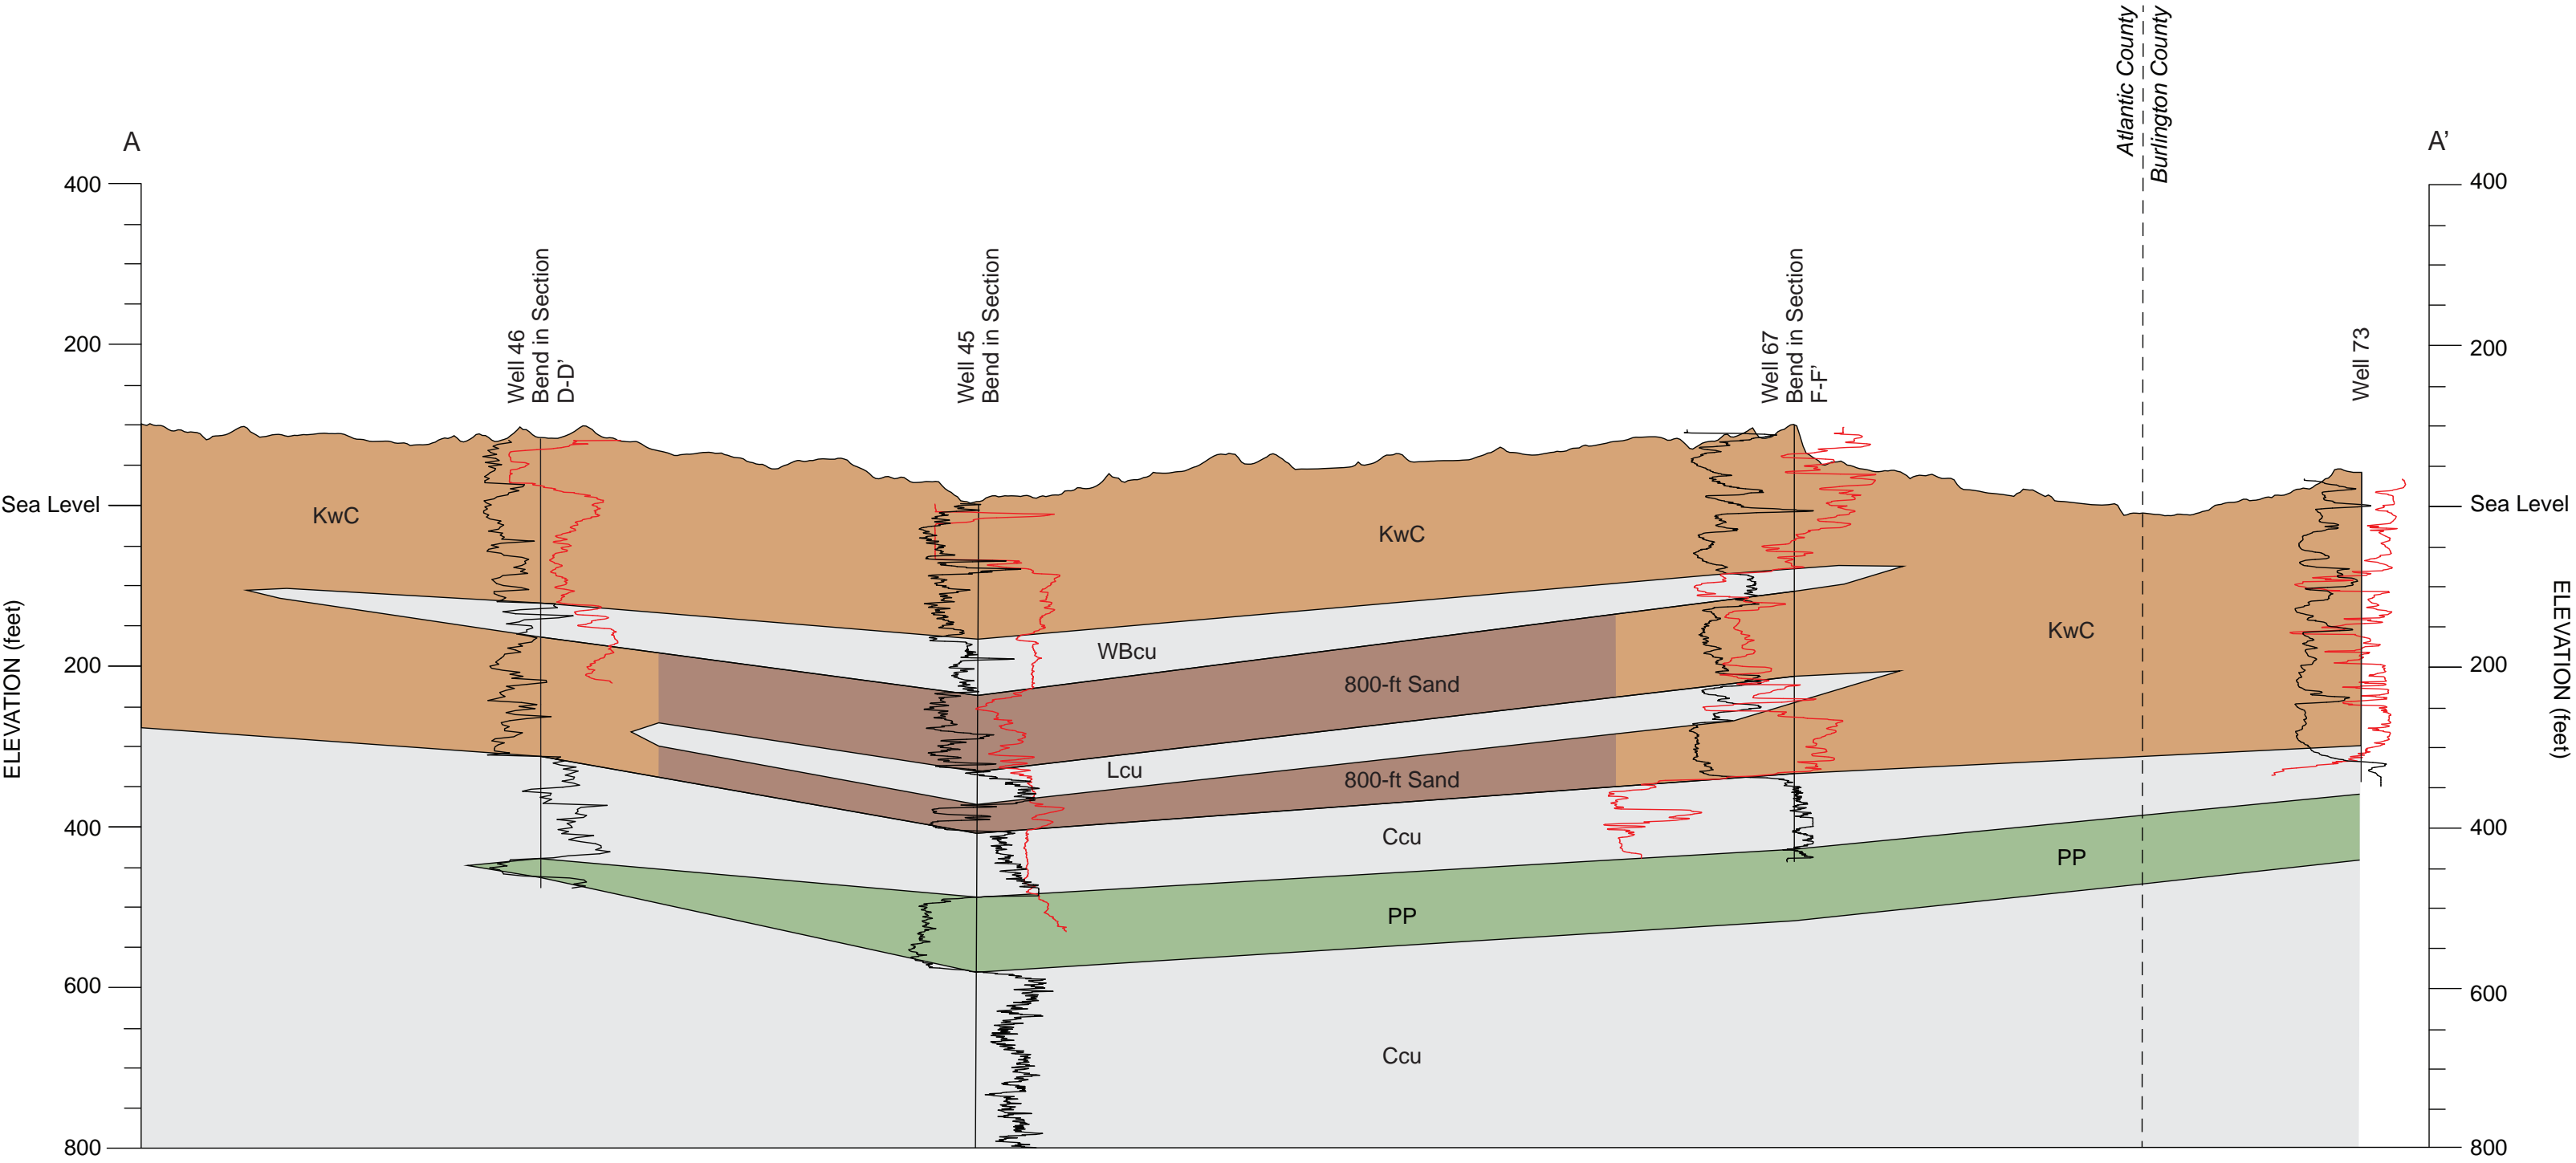 Atlantic County
Burlington County
A
A’
400
400
Well 46
Bend in Section
D-D’
Well 45
Bend in Section
Well 67
Bend in Section
F-F’
Well 73
200
200
Sea Level
Sea Level
KwC
KwC
ELEVATION (feet)
ELEVATION (feet)
KwC
WBcu
200
200
800-ft Sand
Lcu
800-ft Sand
400
400
Ccu
PP
PP
600
600
Ccu
800
800